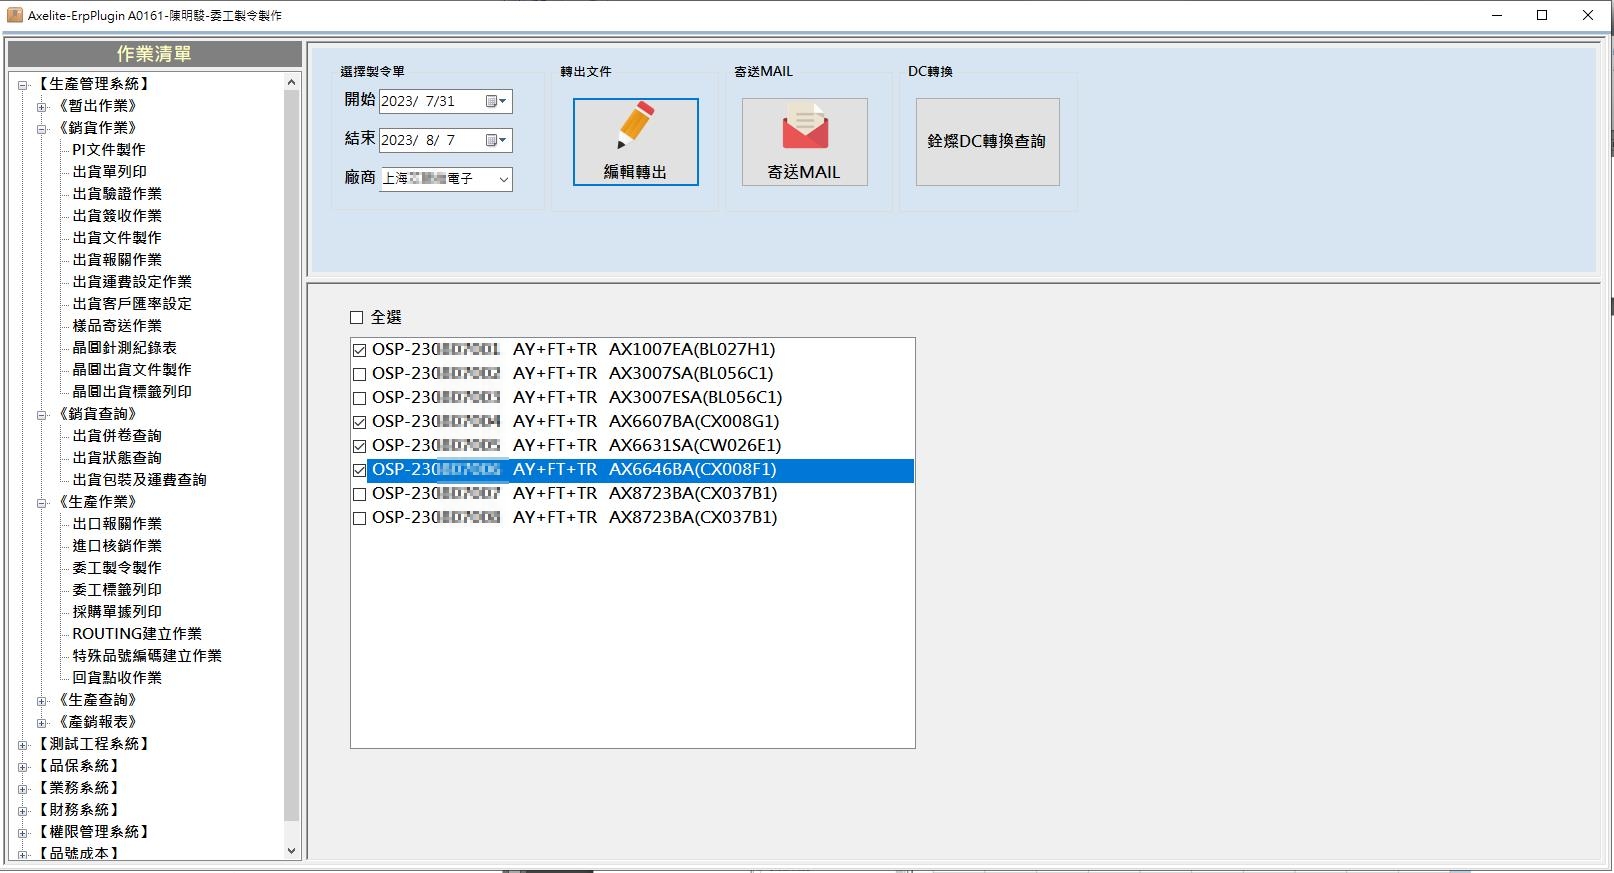 Axelite-ErpPlugin A0161-陳明駿-委工製令製作
作業清單
【生產管理系統】
《暫出作業》
《銷貨作業》
PI文件製作
出貨單列印
出貨驗證作業
出貨簽收作業
出貨文件製作
出貨報關作業
出貨運費設定作業
出貨客戶匯率設定
樣品寄送作業
晶圓針測紀錄表
晶圓出貨文件製作
晶圓出貨標籤列印
《銷貨查詢》
出貨併卷查詢
出貨狀態查詢
出貨包裝及運費查詢
《生產作業》
出口報關作業
進口核銷作業
委工製令製作
委工標籤列印
採購單據列印
ROUTING建立作業
特殊品號編碼建立作業
回貨點收作業
《生產查詢》
《產銷報表》
【測試工程系統】
【品保系統】
【業務系統】
【財務系統】
【權限管理系統】
【品號成本】
選擇製令單
開始 2023/ 7/31
結束 2023/ 8/ 7
廠商 上海 電子
轉出文件
編輯轉出
寄送MAIL
寄送MAIL
DC轉換
銓燦DC轉換查詢
全選
OSP-230 AY+FT+TR AX1007EA(BL027H1)
OSP-230 AY+FT+TR AX3007SA(BL056C1)
OSP-230 AY+FT+TR AX3007ESA(BL056C1)
OSP-230 AY+FT+TR AX6607BA(CX008G1)
OSP-230 AY+FT+TR AX6631SA(CW026E1)
OSP-230 AY+FT+TR AX6646BA(CX008F1)
OSP-230 AY+FT+TR AX8723BA(CX037B1)
OSP-230 AY+FT+TR AX8723BA(CX037B1)